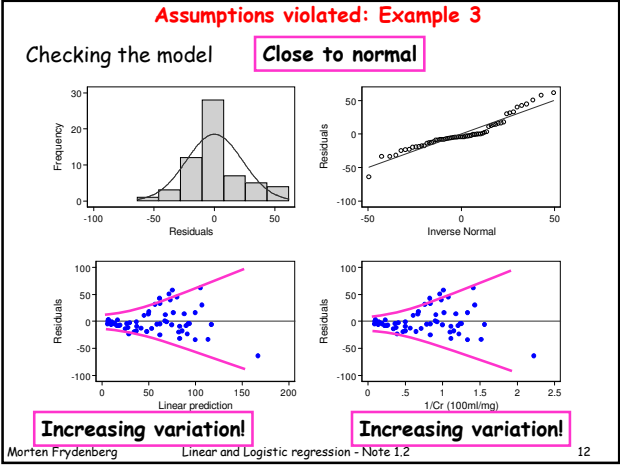 Assumptions violated: Example 3
Checking the model
Close to normal
30
20
10
0
Frequency
-100 -50 0 50
Residuals
50
0
-50
-100
Residuals
-50 0 50
Inverse Normal
100
50
0
-50
-100
Residuals
0 50 100 150 200
Linear prediction
100
50
0
-50
-100
Residuals
0 .5 1 1.5 2 2.5
1/Cr (100ml/mg)
Increasing variation!
Increasing variation!
Morten Frydenberg Linear and Logistic regression - Note 1.2 12